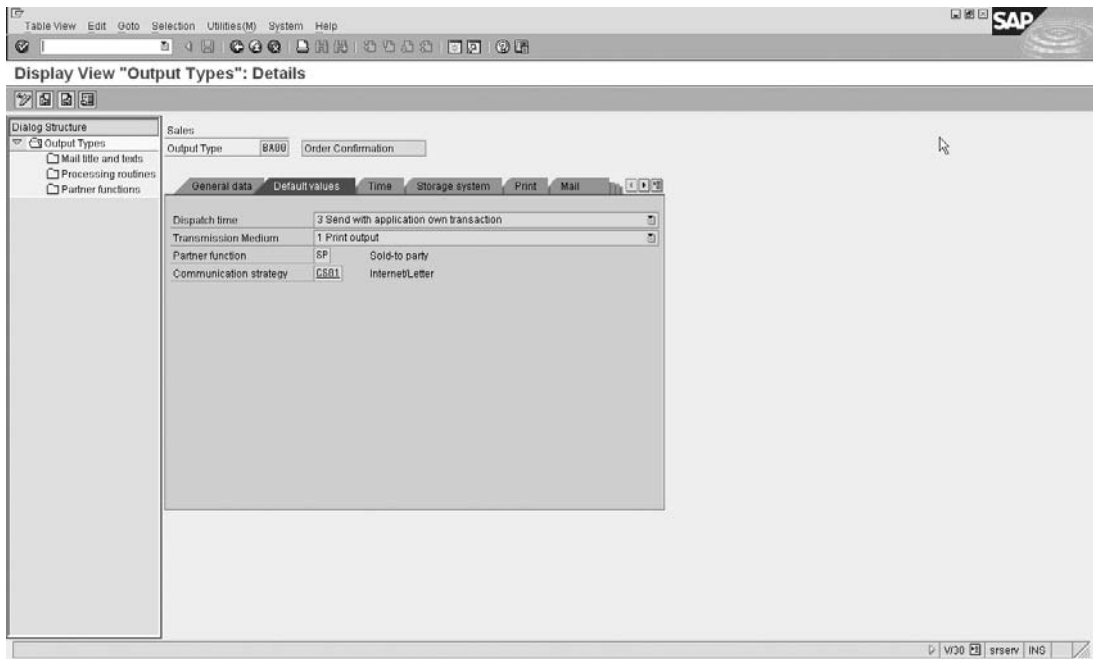 Table View Edit Goto Selection Utilities(M) System Help
SAP
Display View "Output Types": Details
Dialog Structure
Output Types
Mail title and texts
Processing routines
Partner functions
Sales
Output Type BA00 Order Confirmation
General data Default values Time Storage system Print Mail
Dispatch time 3 Send with application own transaction
Transmission Medium 1 Print output
Partner function SP Sold-to party
Communication strategy CS01 Internet/Letter
V/30 srserv INS